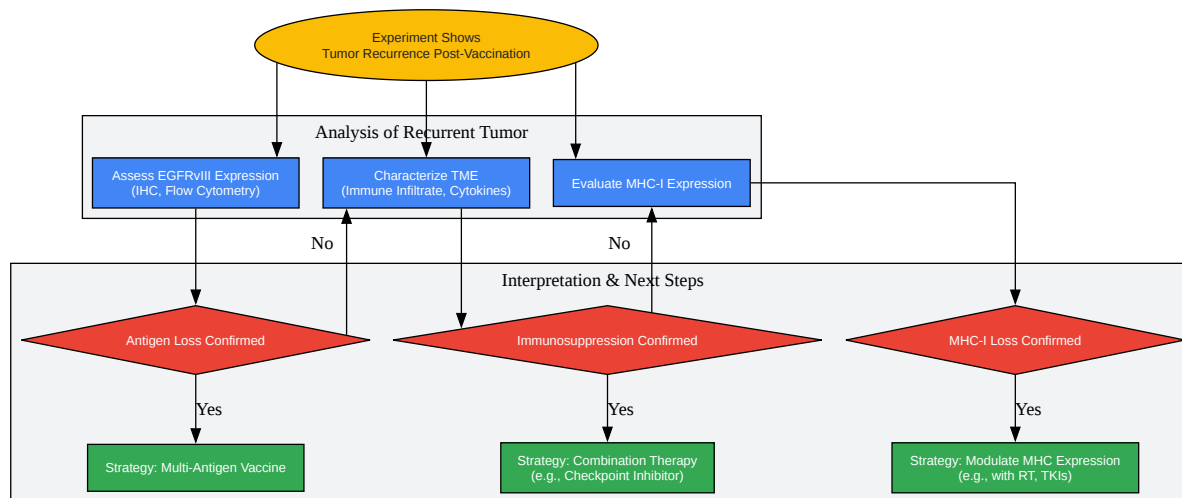 Experiment Shows
Tumor Recurrence Post-Vaccination
Analysis of Recurrent Tumor
Assess EGFRvIII Expression
(IHC, Flow Cytometry)
Characterize TME
(Immune Infiltrate, Cytokines)
Evaluate MHC-I Expression
No
No
Interpretation & Next Steps
Antigen Loss Confirmed
Immunosuppression Confirmed
MHC-I Loss Confirmed
Yes
Yes
Yes
Strategy: Multi-Antigen Vaccine
Strategy: Combination Therapy
(e.g., Checkpoint Inhibitor)
Strategy: Modulate MHC Expression
(e.g., with RT, TKIs)